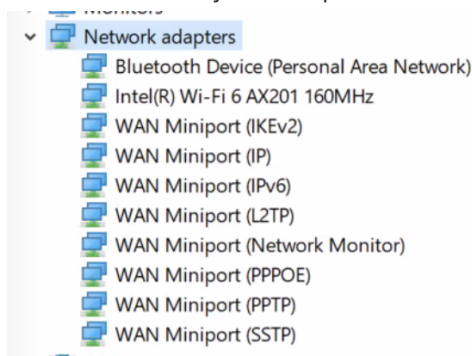 Monitors
Network adapters
Bluetooth Device (Personal Area Network)
Intel(R) Wi-Fi 6 AX201 160MHz
WAN Miniport (IKEv2)
WAN Miniport (IP)
WAN Miniport (IPv6)
WAN Miniport (L2TP)
WAN Miniport (Network Monitor)
WAN Miniport (PPPOE)
WAN Miniport (PPTP)
WAN Miniport (SSTP)